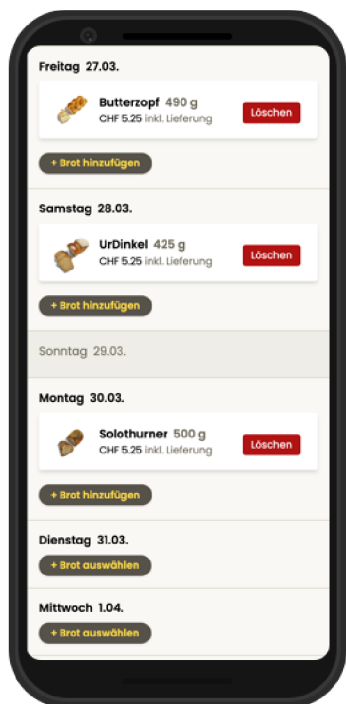 Freitag 27.03.
Butterzopf 490 g
CHF 5.25 inkl. Lieferung
Löschen
+ Brot hinzufügen
Samstag 28.03.
UrDinkel 425 g
CHF 5.25 inkl. Lieferung
Löschen
+ Brot hinzufügen
Sonntag 29.03.
Montag 30.03.
Solothurner 500 g
CHF 5.25 inkl. Lieferung
Löschen
+ Brot hinzufügen
Dienstag 31.03.
+ Brot auswählen
Mittwoch 1.04.
+ Brot auswählen